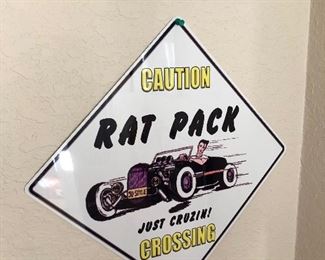 CAUTION
RAT PACK
JUST CRUZIN!
CROSSING